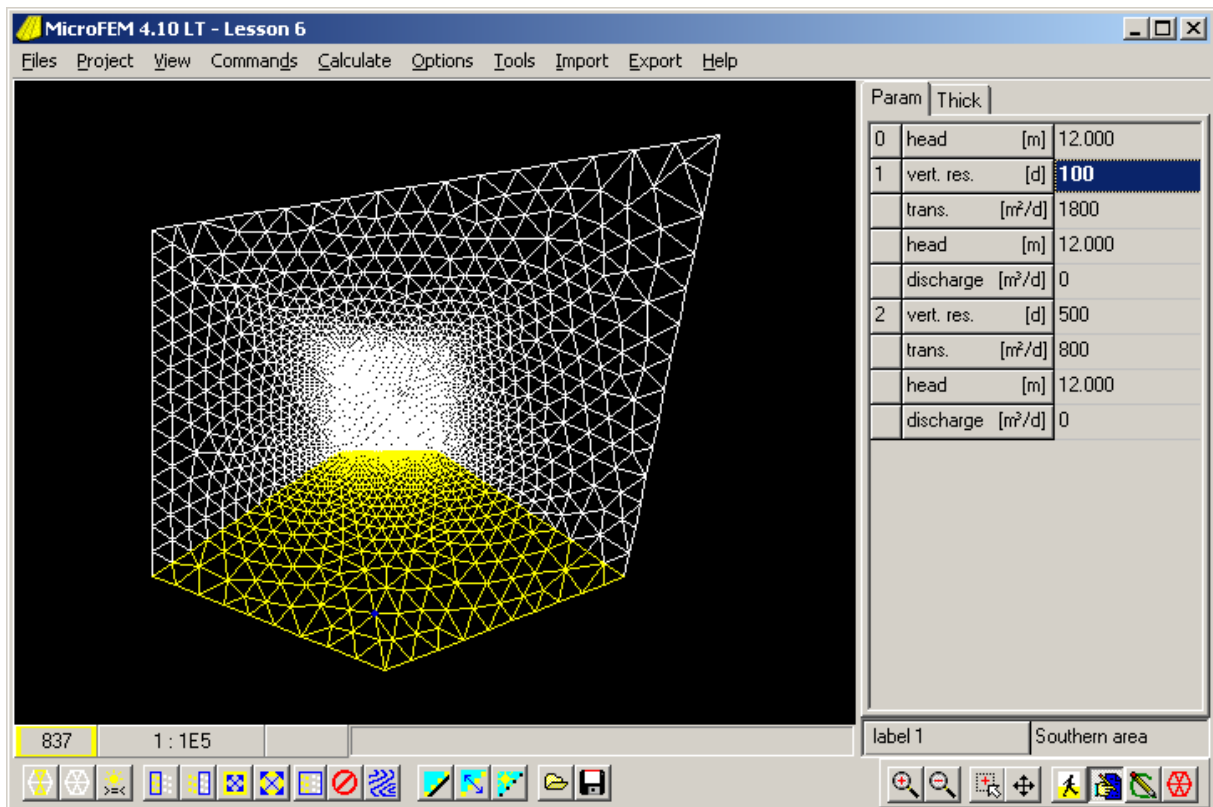 MicroFEM 4.10 LT - Lesson 6
Files Project View Commands Calculate Options Tools Import Export Help
Param Thick
0 head [m] 12.000
1 vert. res. [d] 100
trans. [m²/d] 1800
head [m] 12.000
discharge [m³/d] 0
2 vert. res. [d] 500
trans. [m²/d] 800
head [m] 12.000
discharge [m³/d] 0
837 1 : 1E5 label 1 Southern area
>=<